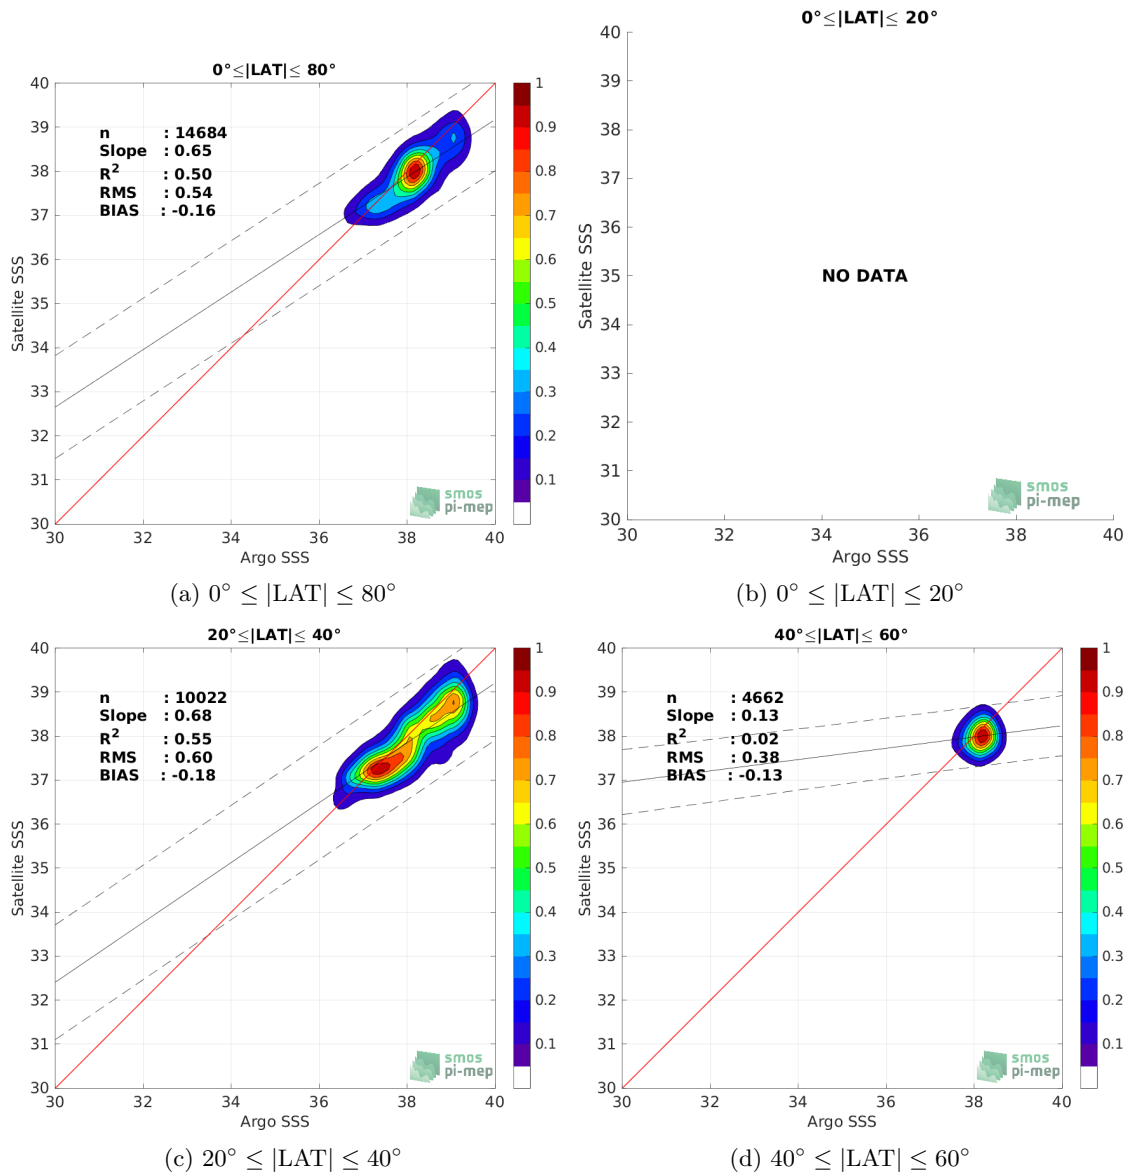 0°≤|LAT|≤ 80°
40
39
38
37
36
35
34
33
32
31
30
Satellite SSS
n : 14684
Slope : 0.65
R² : 0.50
RMS : 0.54
BIAS : -0.16
smos
pi-mep
30 32 34 36 38 40
Argo SSS
1
0.9
0.8
0.7
0.6
0.5
0.4
0.3
0.2
0.1
(a) 0° ≤ |LAT| ≤ 80°
0°≤|LAT|≤ 20°
40
39
38
37
36
35
34
33
32
31
30
Satellite SSS
NO DATA
smos
pi-mep
30 32 34 36 38 40
Argo SSS
(b) 0° ≤ |LAT| ≤ 20°
20°≤|LAT|≤ 40°
40
39
38
37
36
35
34
33
32
31
30
Satellite SSS
n : 10022
Slope : 0.68
R² : 0.55
RMS : 0.60
BIAS : -0.18
smos
pi-mep
30 32 34 36 38 40
Argo SSS
1
0.9
0.8
0.7
0.6
0.5
0.4
0.3
0.2
0.1
(c) 20° ≤ |LAT| ≤ 40°
40°≤|LAT|≤ 60°
40
39
38
37
36
35
34
33
32
31
30
Satellite SSS
n : 4662
Slope : 0.13
R² : 0.02
RMS : 0.38
BIAS : -0.13
smos
pi-mep
30 32 34 36 38 40
Argo SSS
1
0.9
0.8
0.7
0.6
0.5
0.4
0.3
0.2
0.1
(d) 40° ≤ |LAT| ≤ 60°